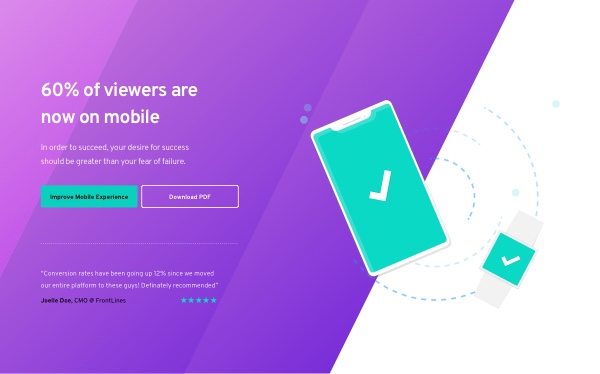 60% of viewers are
now on mobile
In order to succeed, your desire for success
should be greater than your fear of failure.
Improve Mobile Experience
Download PDF
"Conversion rates have been going up 12% since we moved
our entire platform to these guys! Definately recommended"
Joelle Doe, CMO @ FrontLines
★★★★★